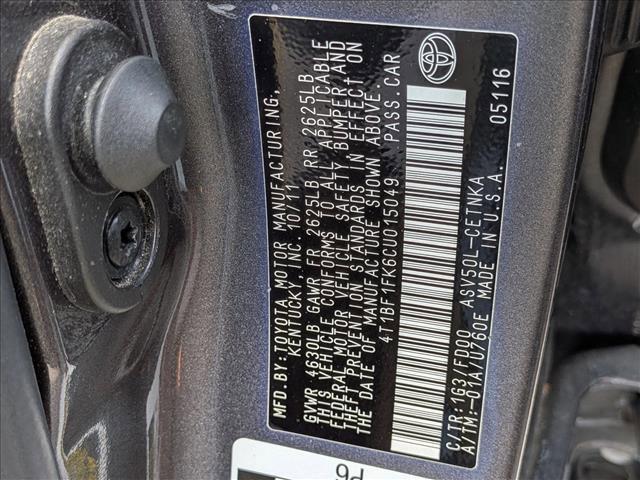 MFD. BY: TOYOTA MOTOR MANUFACTURING,
KENTUCKY, INC. 10/11
GVWR 4630LB GAWR FR 2625LB RR 2625LB
THIS VEHICLE CONFORMS TO ALL APPLICABLE
FEDERAL MOTOR VEHICLE SAFETY, BUMPER, AND
THEFT PREVENTION STANDARDS IN EFFECT ON
THE DATE OF MANUFACTURE SHOWN ABOVE.
4T1BF1FK6CU015049 PASS.CAR
C/TR: 1G3/FD00 ASV50L-CETNKA
A/TM: -01A/U760E MADE IN U.S.A. 05116
P6